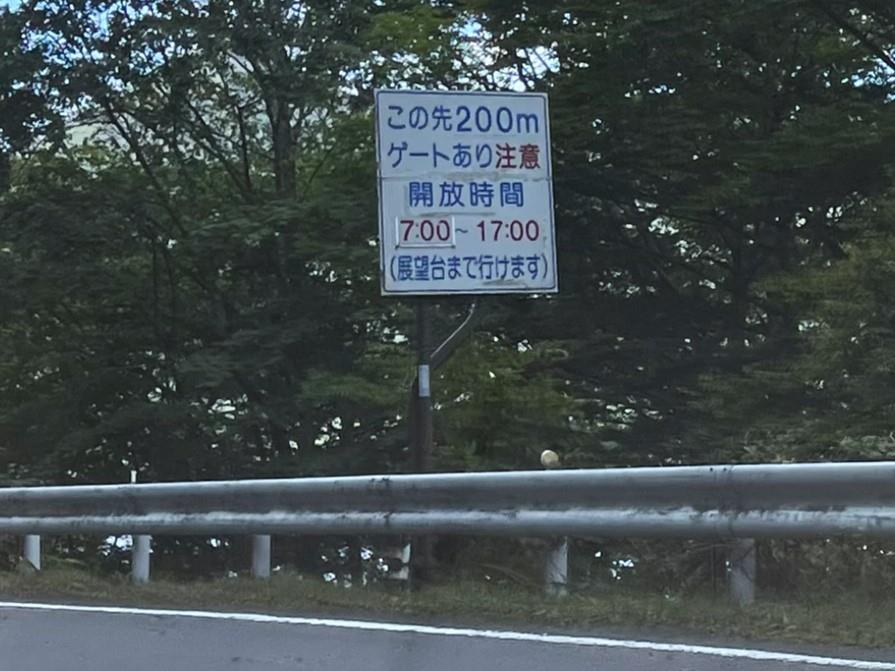 この先200m
ゲートあり注意
開放時間
7:00~17:00
(展望台まで行けます)